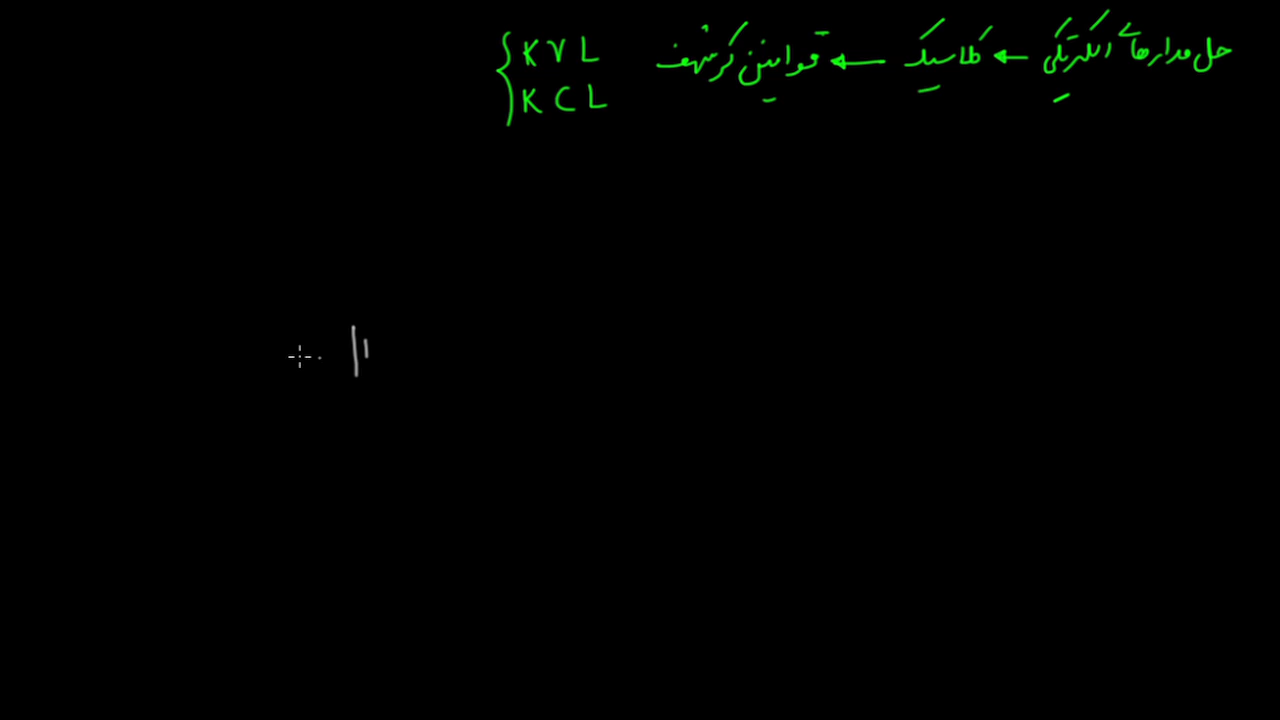 حل مدارهای الکتریکی ← کلاسیک ← قوانین کرشهف { KVL
KCL